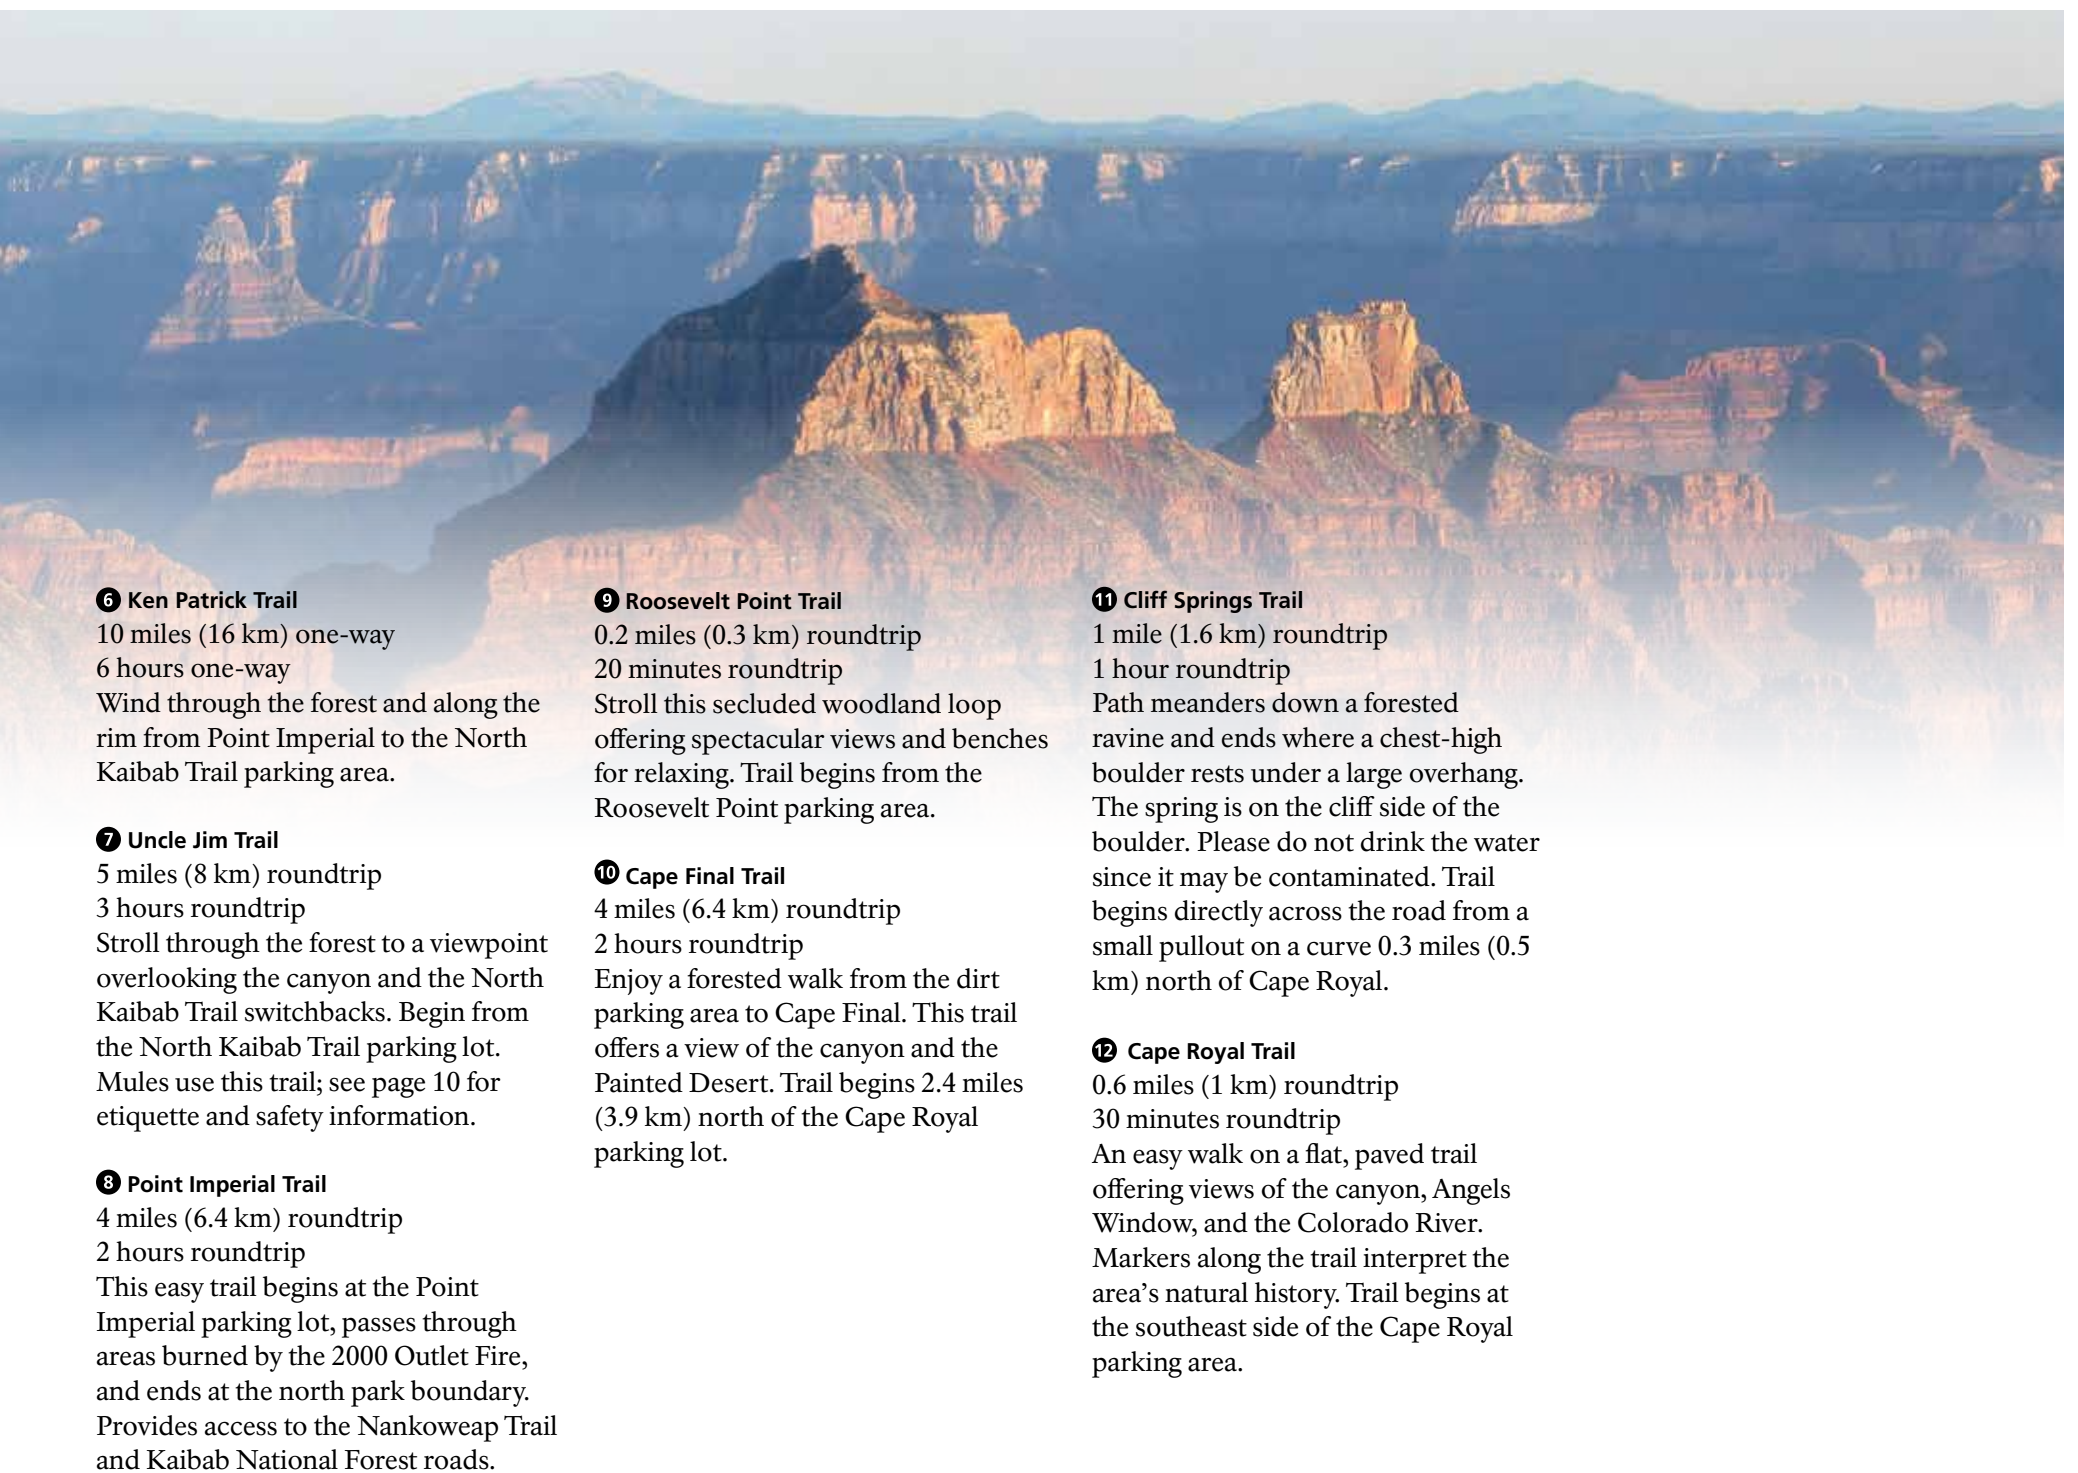 6 Ken Patrick Trail
10 miles (16 km) one-way
6 hours one-way
Wind through the forest and along the
rim from Point Imperial to the North
Kaibab Trail parking area.
7 Uncle Jim Trail
5 miles (8 km) roundtrip
3 hours roundtrip
Stroll through the forest to a viewpoint
overlooking the canyon and the North
Kaibab Trail switchbacks. Begin from
the North Kaibab Trail parking lot.
Mules use this trail; see page 10 for
etiquette and safety information.
8 Point Imperial Trail
4 miles (6.4 km) roundtrip
2 hours roundtrip
This easy trail begins at the Point
Imperial parking lot, passes through
areas burned by the 2000 Outlet Fire,
and ends at the north park boundary.
Provides access to the Nankoweap Trail
and Kaibab National Forest roads.
9 Roosevelt Point Trail
0.2 miles (0.3 km) roundtrip
20 minutes roundtrip
Stroll this secluded woodland loop
offering spectacular views and benches
for relaxing. Trail begins from the
Roosevelt Point parking area.
10 Cape Final Trail
4 miles (6.4 km) roundtrip
2 hours roundtrip
Enjoy a forested walk from the dirt
parking area to Cape Final. This trail
offers a view of the canyon and the
Painted Desert. Trail begins 2.4 miles
(3.9 km) north of the Cape Royal
parking lot.
11 Cliff Springs Trail
1 mile (1.6 km) roundtrip
1 hour roundtrip
Path meanders down a forested
ravine and ends where a chest-high
boulder rests under a large overhang.
The spring is on the cliff side of the
boulder. Please do not drink the water
since it may be contaminated. Trail
begins directly across the road from a
small pullout on a curve 0.3 miles (0.5
km) north of Cape Royal.
12 Cape Royal Trail
0.6 miles (1 km) roundtrip
30 minutes roundtrip
An easy walk on a flat, paved trail
offering views of the canyon, Angels
Window, and the Colorado River.
Markers along the trail interpret the
area’s natural history. Trail begins at
the southeast side of the Cape Royal
parking area.